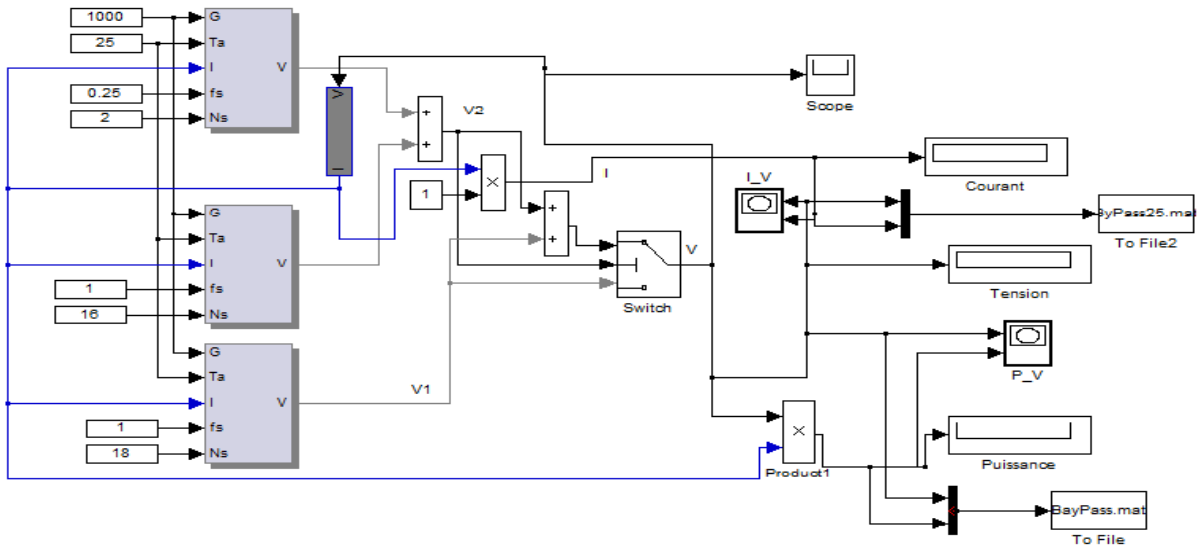 1000
G
25
Ta
I
V
0.25
fs
2
Ns
V
I
+
+
V2
×
1
I
+
+
V
Switch
Scope
Courant
I_V
ByPass25.mat
To File2
Tension
P_V
Puissance
×
Product1
BayPass.mat
To File
G
Ta
I
V
1
fs
16
Ns
G
Ta
I
V
V1
1
fs
18
Ns